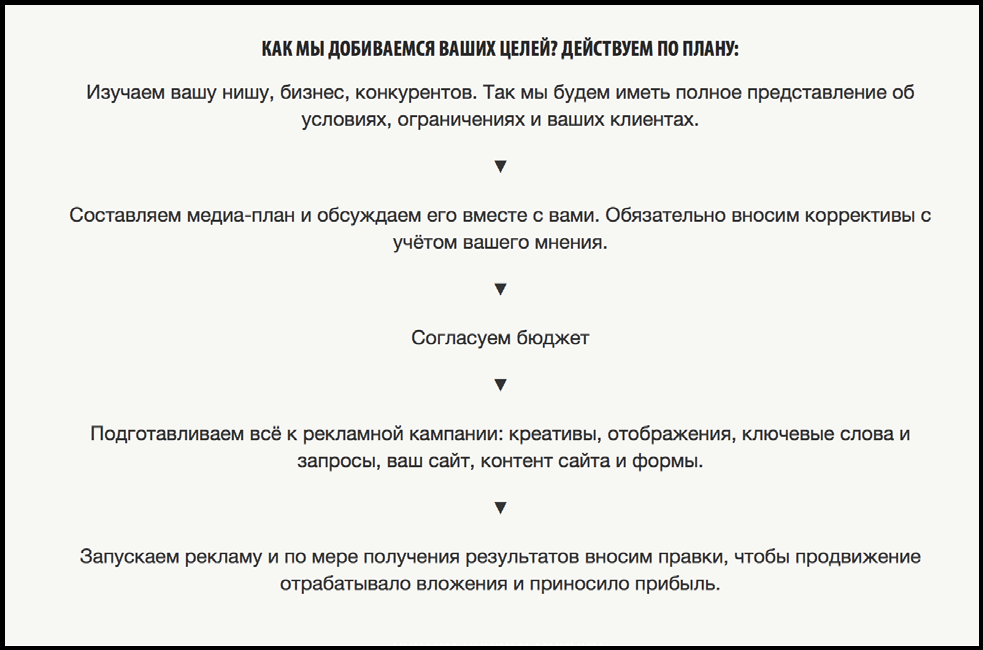 КАК МЫ ДОБИВАЕМСЯ ВАШИХ ЦЕЛЕЙ? ДЕЙСТВУЕМ ПО ПЛАНУ:
Изучаем вашу нишу, бизнес, конкурентов. Так мы будем иметь полное представление об
условиях, ограничениях и ваших клиентах.
▼
Составляем медиа-план и обсуждаем его вместе с вами. Обязательно вносим коррективы с
учётом вашего мнения.
▼
Согласуем бюджет
▼
Подготавливаем всё к рекламной кампании: креативы, отображения, ключевые слова и
запросы, ваш сайт, контент сайта и формы.
▼
Запускаем рекламу и по мере получения результатов вносим правки, чтобы продвижение
отрабатывало вложения и приносило прибыль.